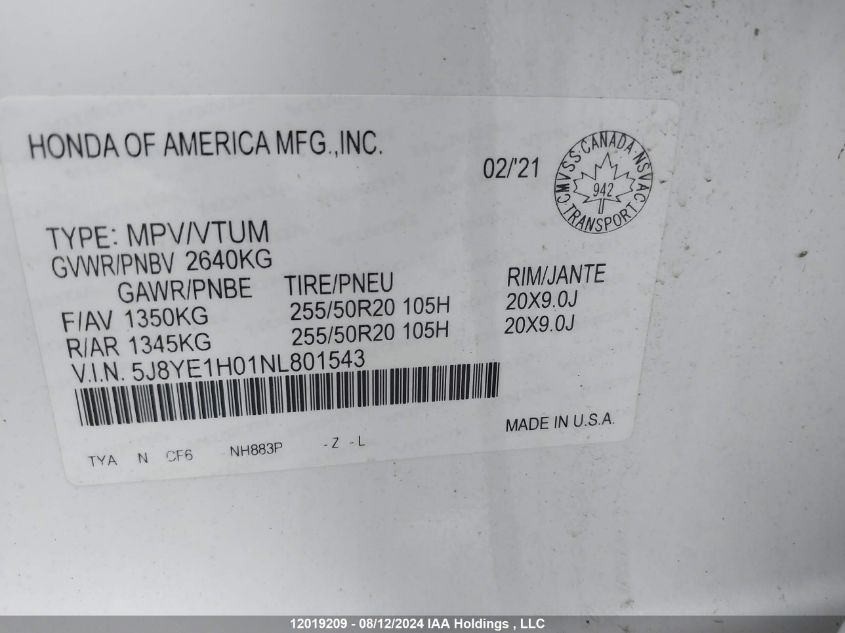 HONDA OF AMERICA MFG.,INC.
02/'21
CMVSS·CANADA·NSVAC
942
TRANSPORT
TYPE: MPV/VTUM
GVWR/PNBV 2640KG
GAWR/PNBE TIRE/PNEU RIM/JANTE
F/AV 1350KG 255/50R20 105H 20X9.0J
R/AR 1345KG 255/50R20 105H 20X9.0J
V.I.N. 5J8YE1H01NL801543
MADE IN U.S.A.
TYA N CF6 NH883P -Z -L
12019209 - 08/12/2024 IAA Holdings , LLC